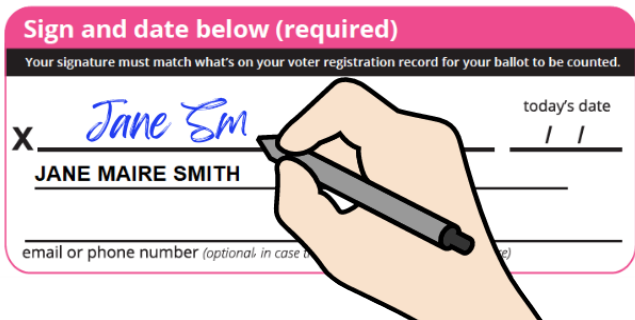 Sign and date below (required)
Your signature must match what's on your voter registration record for your ballot to be counted.
today's date
X Jane Sm / /
JANE MAIRE SMITH
email or phone number (optional, in case